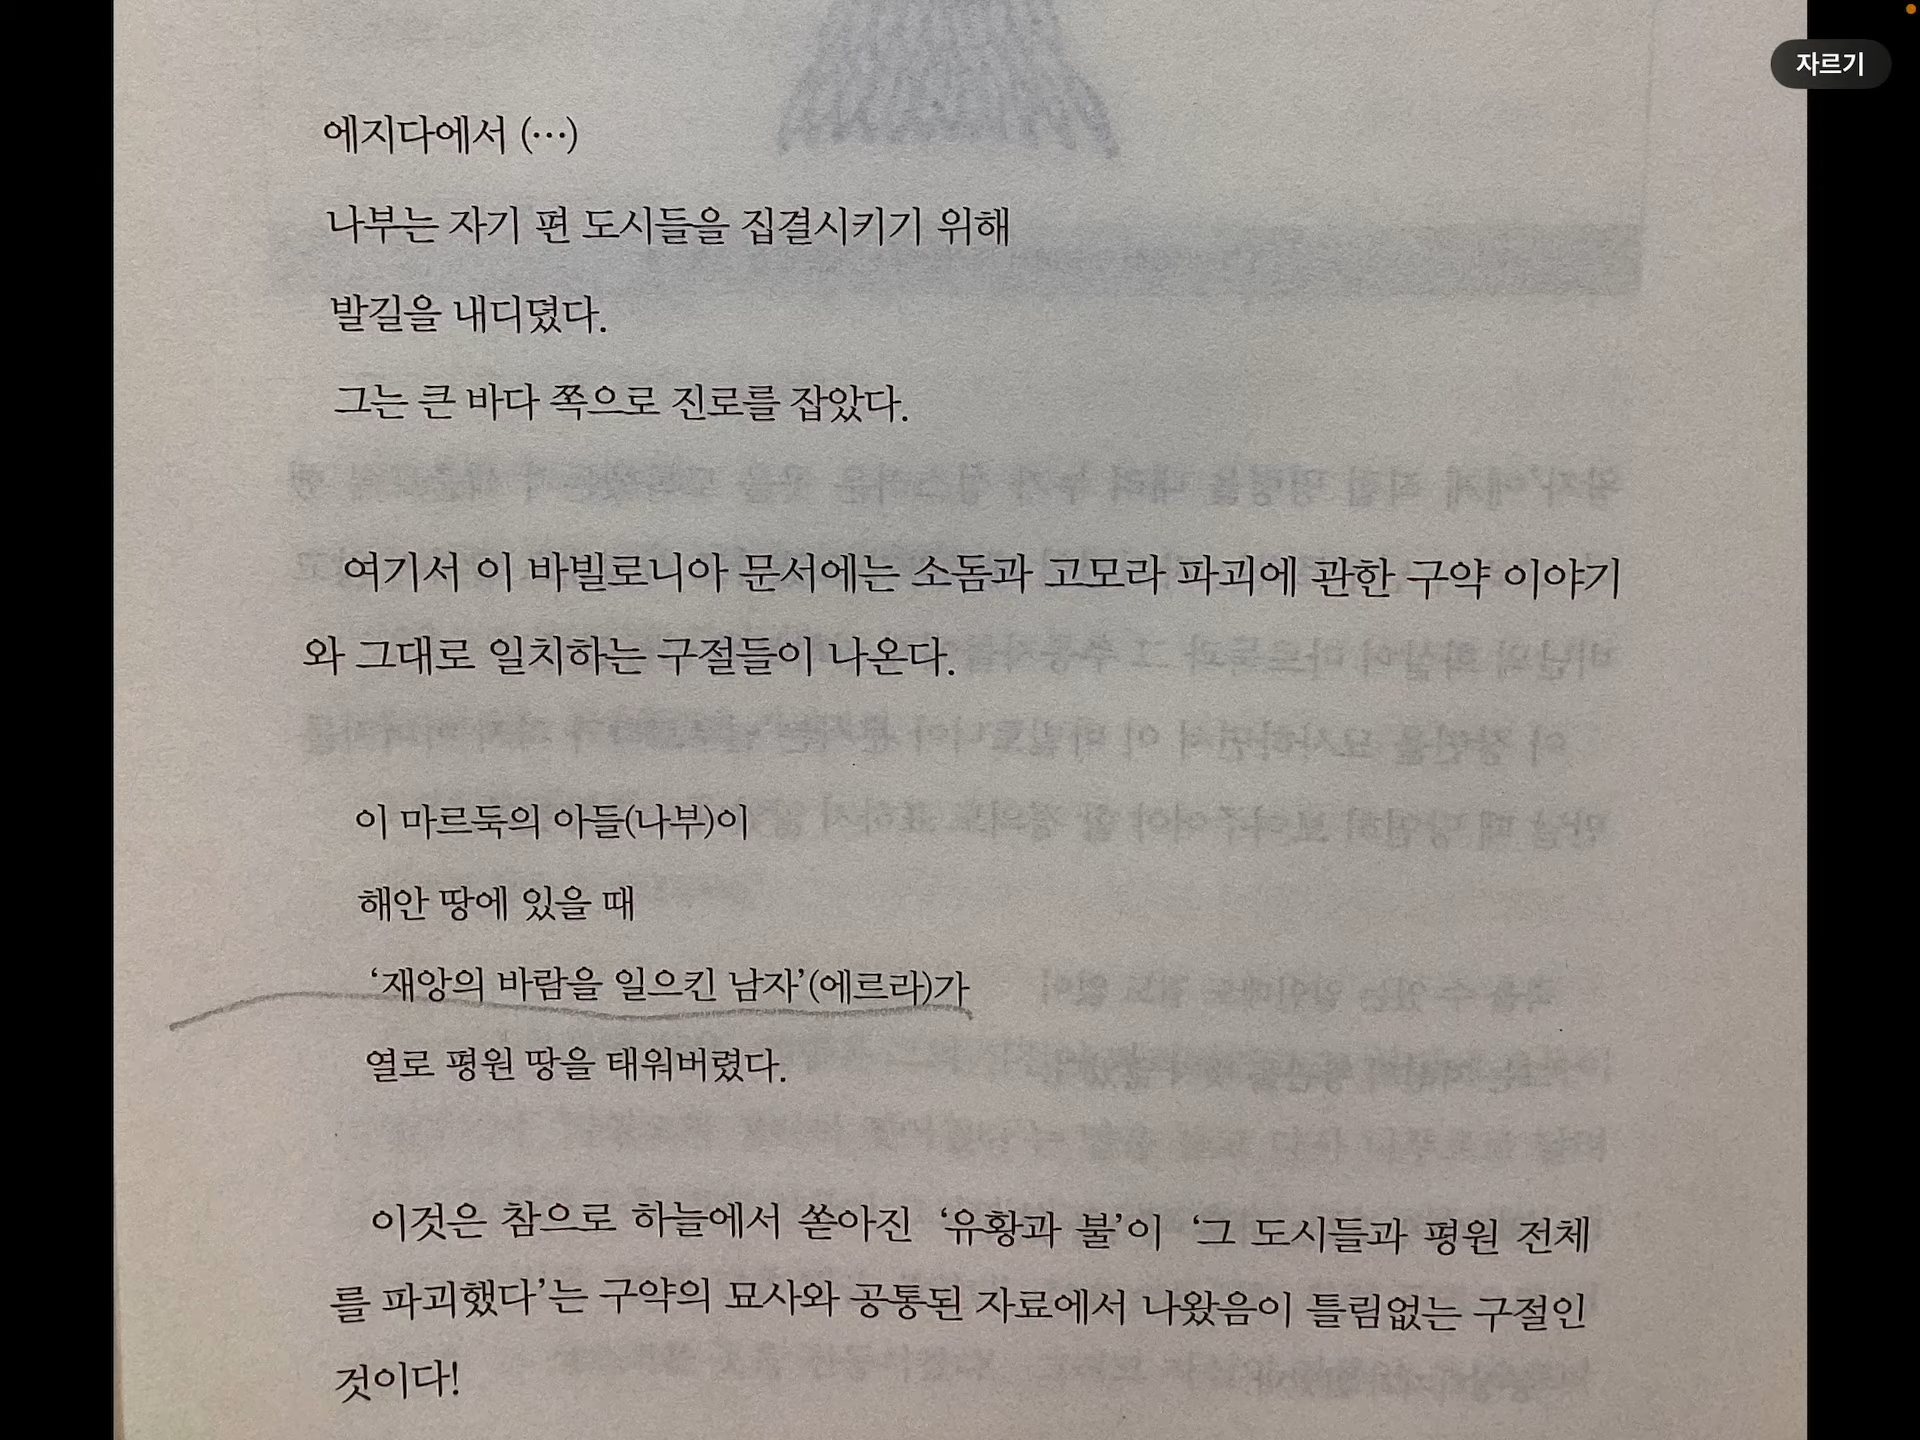 자르기
에지다에서 (…)
나부는 자기 편 도시들을 집결시키기 위해
발길을 내디뎠다.
그는 큰 바다 쪽으로 진로를 잡았다.
여기서 이 바빌로니아 문서에는 소돔과 고모라 파괴에 관한 구약 이야기
와 그대로 일치하는 구절들이 나온다.
이 마르둑의 아들(나부)이
해안 땅에 있을 때
‘재앙의 바람을 일으킨 남자’(에르라)가
열로 평원 땅을 태워버렸다.
이것은 참으로 하늘에서 쏟아진 ‘유황과 불’이 ‘그 도시들과 평원 전체
를 파괴했다’는 구약의 묘사와 공통된 자료에서 나왔음이 틀림없는 구절인
것이다!